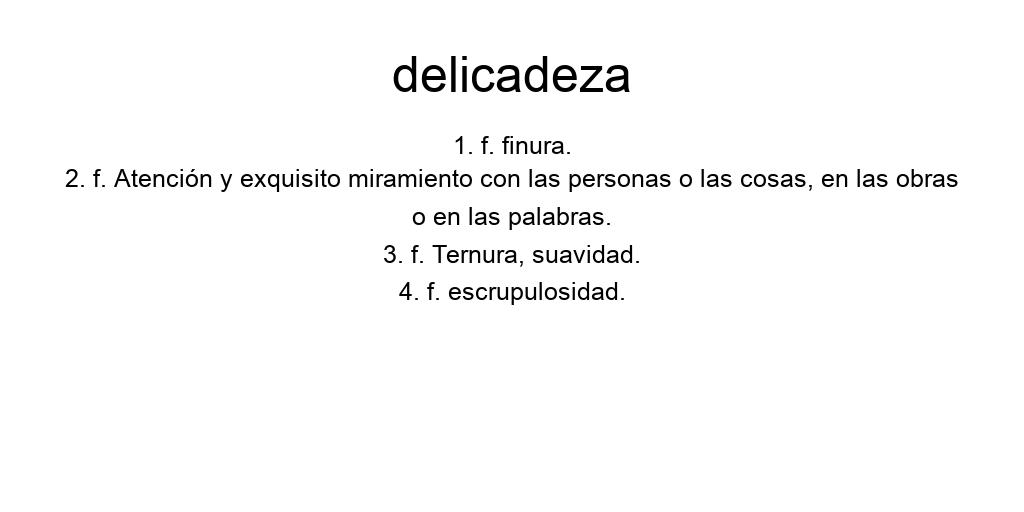 delicadeza
1. f. finura.
2. f. Atención y exquisito miramiento con las personas o las cosas, en las obras
o en las palabras.
3. f. Ternura, suavidad.
4. f. escrupulosidad.